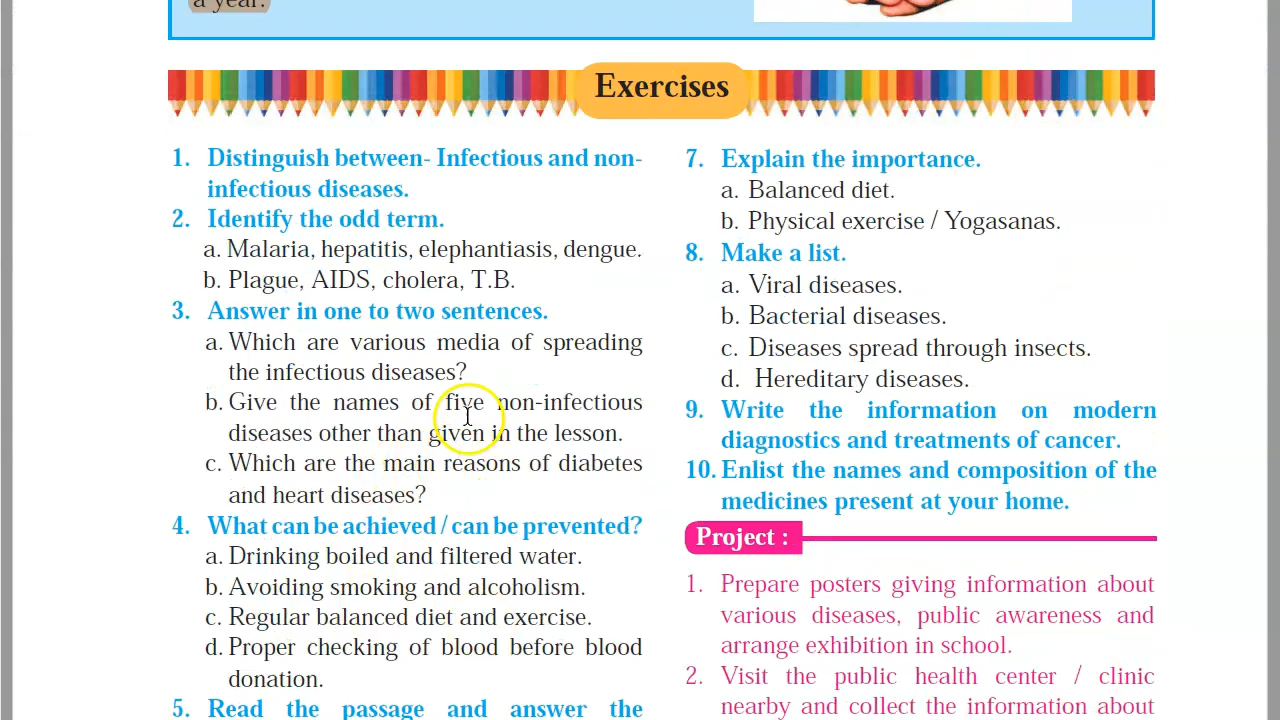 a year.
Exercises
1. Distinguish between- Infectious and non-
infectious diseases.
2. Identify the odd term.
a. Malaria, hepatitis, elephantiasis, dengue.
b. Plague, AIDS, cholera, T.B.
3. Answer in one to two sentences.
a. Which are various media of spreading
the infectious diseases?
b. Give the names of five non-infectious
diseases other than given in the lesson.
c. Which are the main reasons of diabetes
and heart diseases?
4. What can be achieved / can be prevented?
a. Drinking boiled and filtered water.
b. Avoiding smoking and alcoholism.
c. Regular balanced diet and exercise.
d. Proper checking of blood before blood
donation.
5. Read the passage and answer the
7. Explain the importance.
a. Balanced diet.
b. Physical exercise / Yogasanas.
8. Make a list.
a. Viral diseases.
b. Bacterial diseases.
c. Diseases spread through insects.
d. Hereditary diseases.
9. Write the information on modern
diagnostics and treatments of cancer.
10. Enlist the names and composition of the
medicines present at your home.
Project :
1. Prepare posters giving information about
various diseases, public awareness and
arrange exhibition in school.
2. Visit the public health center / clinic
nearby and collect the information about